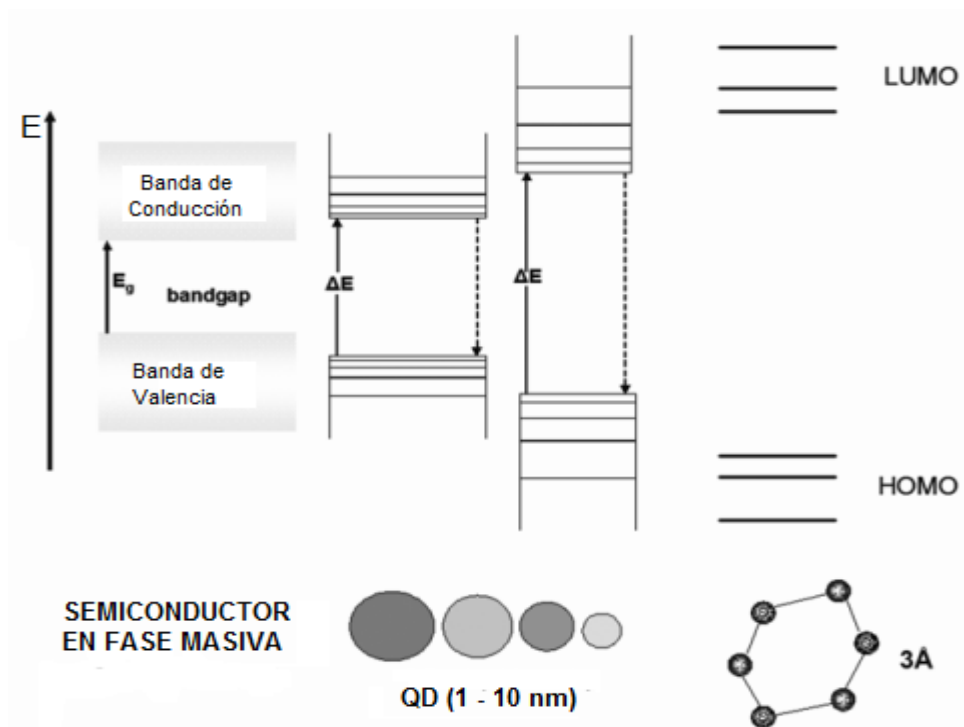 E
Banda de
Conducción
E_g
bandgap
Banda de
Valencia
ΔE
ΔE
LUMO
HOMO
SEMICONDUCTOR
EN FASE MASIVA
QD (1 - 10 nm)
3Å